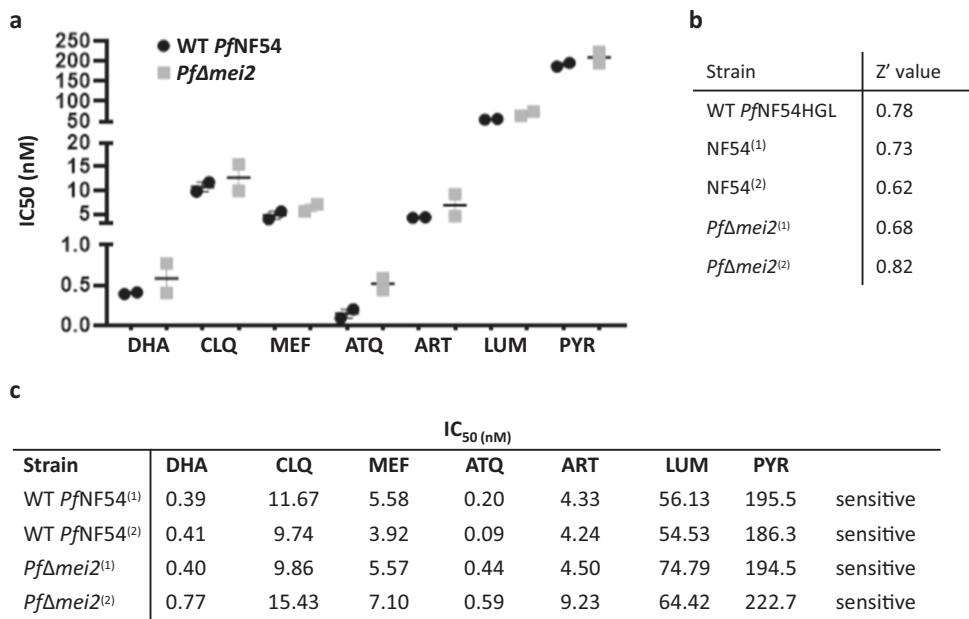 a
250
200
150
100
50
20
15
10
5
1.0
0.5
0.0
IC50 (nM)
WT PfNF54
PfΔmei2
DHA CLQ MEF ATQ ART LUM PYR
b
Strain Z’ value
WT PfNF54HGL 0.78
NF54(1) 0.73
NF54(2) 0.62
PfΔmei2(1) 0.68
PfΔmei2(2) 0.82
c
IC50 (nM)
Strain DHA CLQ MEF ATQ ART LUM PYR
WT PfNF54(1) 0.39 11.67 5.58 0.20 4.33 56.13 195.5 sensitive
WT PfNF54(2) 0.41 9.74 3.92 0.09 4.24 54.53 186.3 sensitive
PfΔmei2(1) 0.40 9.86 5.57 0.44 4.50 74.79 194.5 sensitive
PfΔmei2(2) 0.77 15.43 7.10 0.59 9.23 64.42 222.7 sensitive